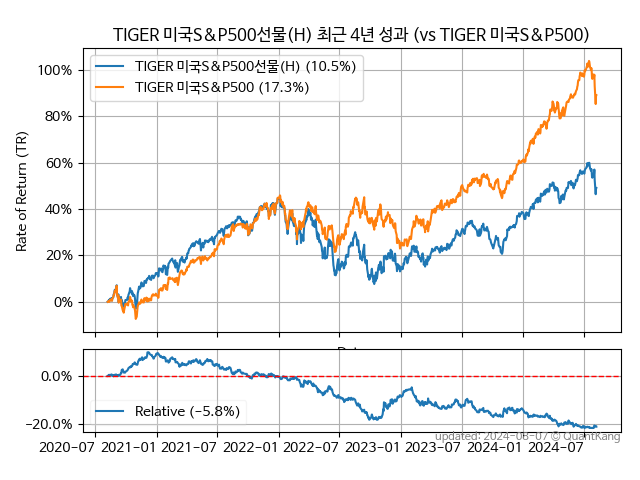 TIGER 미국S&P500선물(H) 최근 4년 성과 (vs TIGER 미국S&P500)
TIGER 미국S&P500선물(H) (10.5%)
TIGER 미국S&P500 (17.3%)
Rate of Return (TR)
100%
80%
60%
40%
20%
0%
0.0%
−20.0%
Relative (−5.8%)
2020-07 2021-01 2021-07 2022-01 2022-07 2023-01 2023-07 2024-01 2024-07
updated: 2024-08-07 © QuantKang